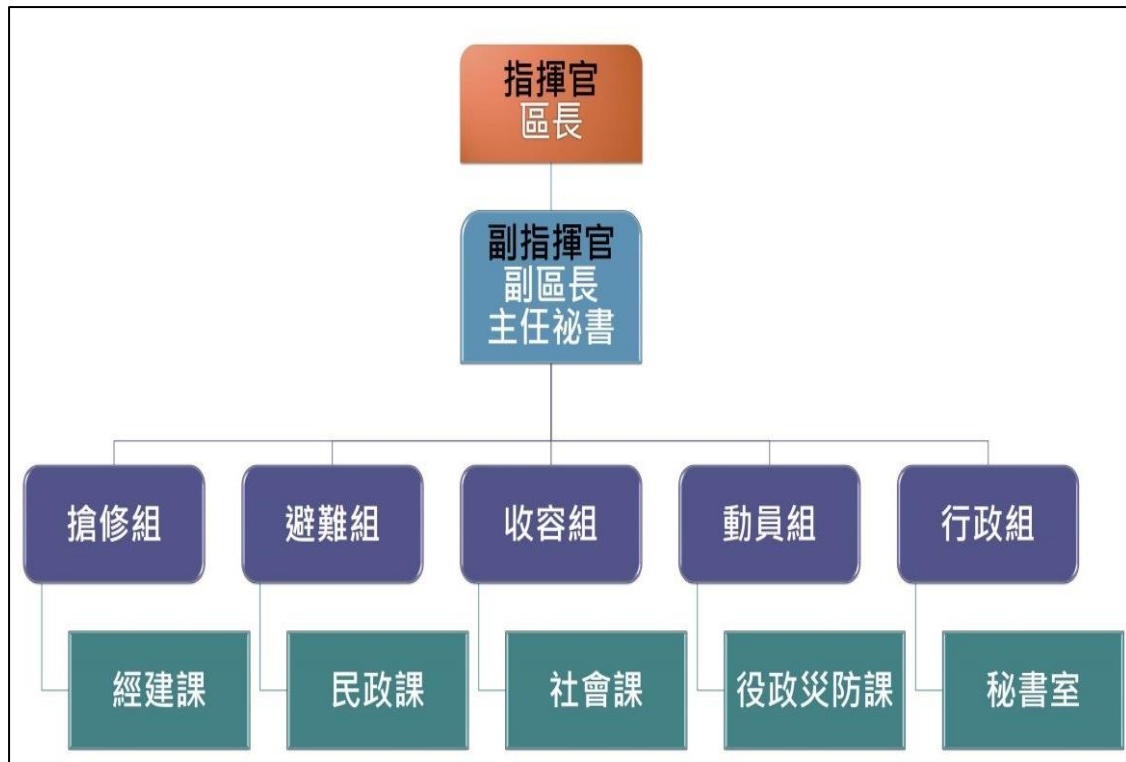 指揮官
區長
副指揮官
副區長
主任祕書
搶修組
避難組
收容組
動員組
行政組
經建課
民政課
社會課
役政災防課
秘書室